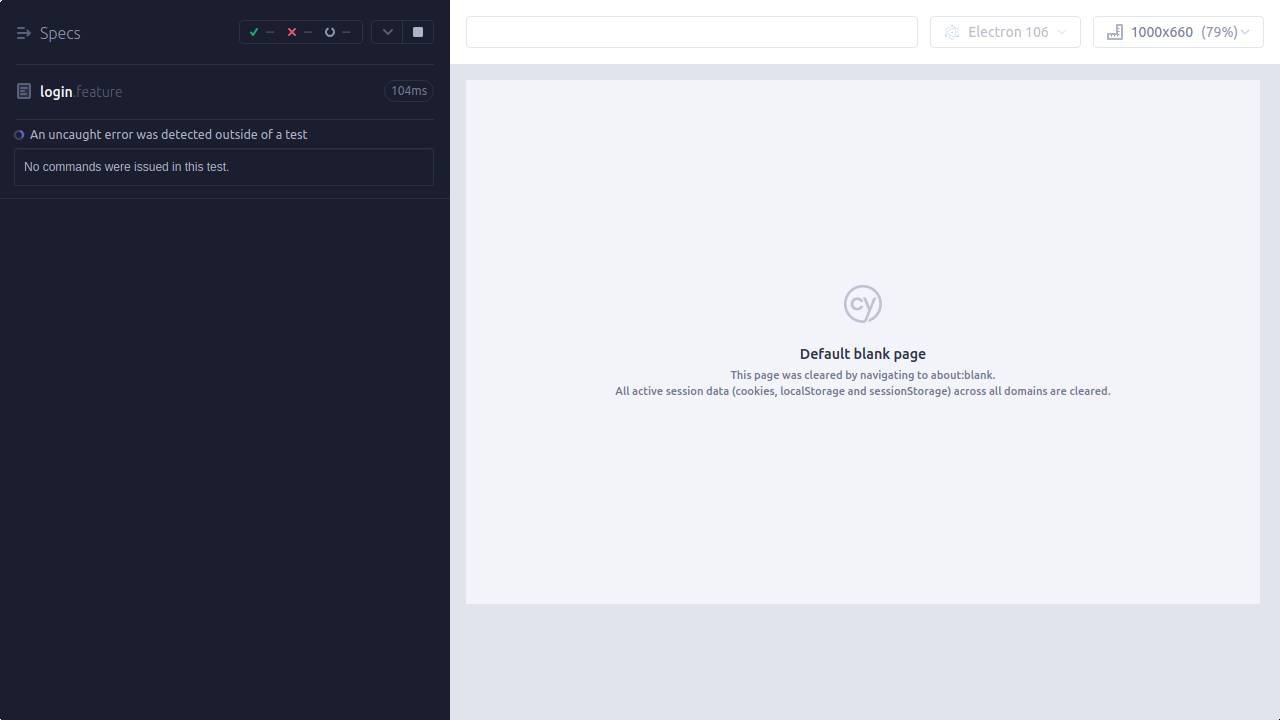 Specs
-- -- --
Electron 106
1000x660 (79%)
login.feature
104ms
An uncaught error was detected outside of a test
No commands were issued in this test.
cy
Default blank page
This page was cleared by navigating to about:blank.
All active session data (cookies, localStorage and sessionStorage) across all domains are cleared.